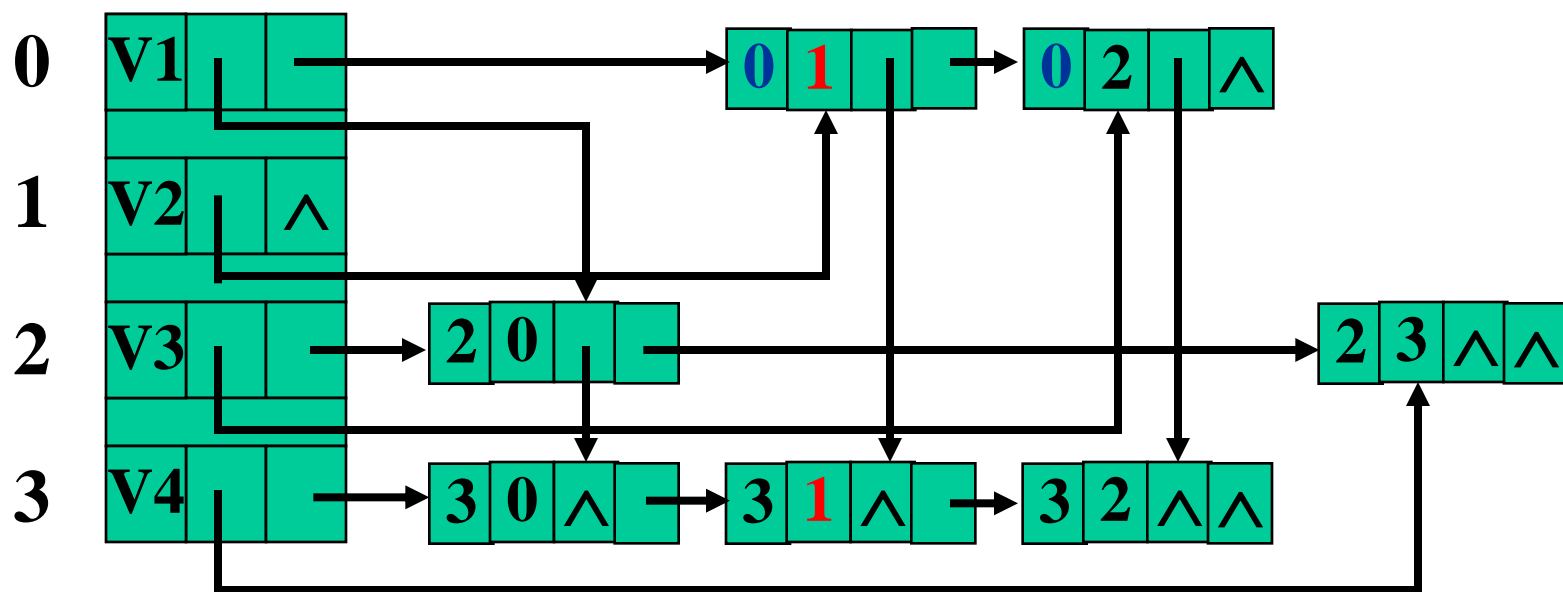 0 V1 0 1 0 2 ∧
1 V2 ∧
2 V3 2 0 2 3 ∧ ∧
3 V4 3 0 ∧ 3 1 ∧ 3 2 ∧ ∧